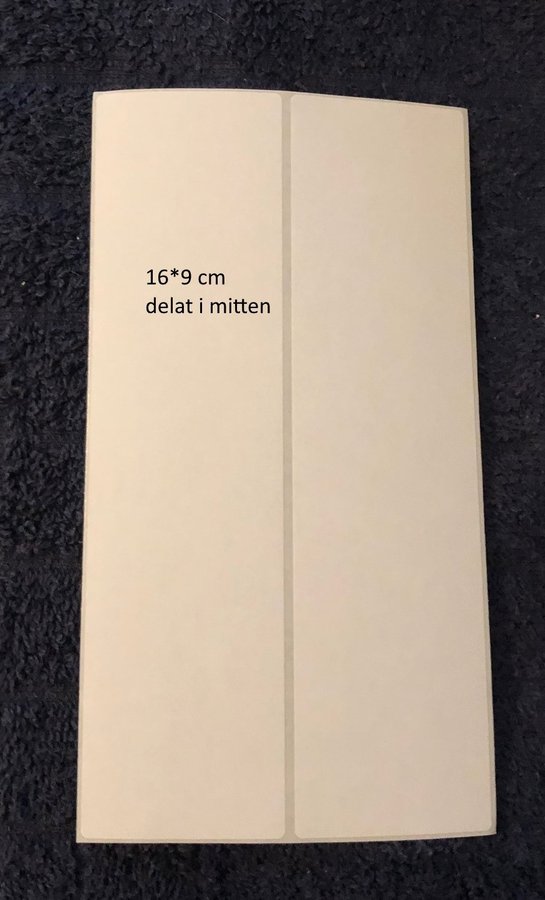 16*9 cm
delat i mitten